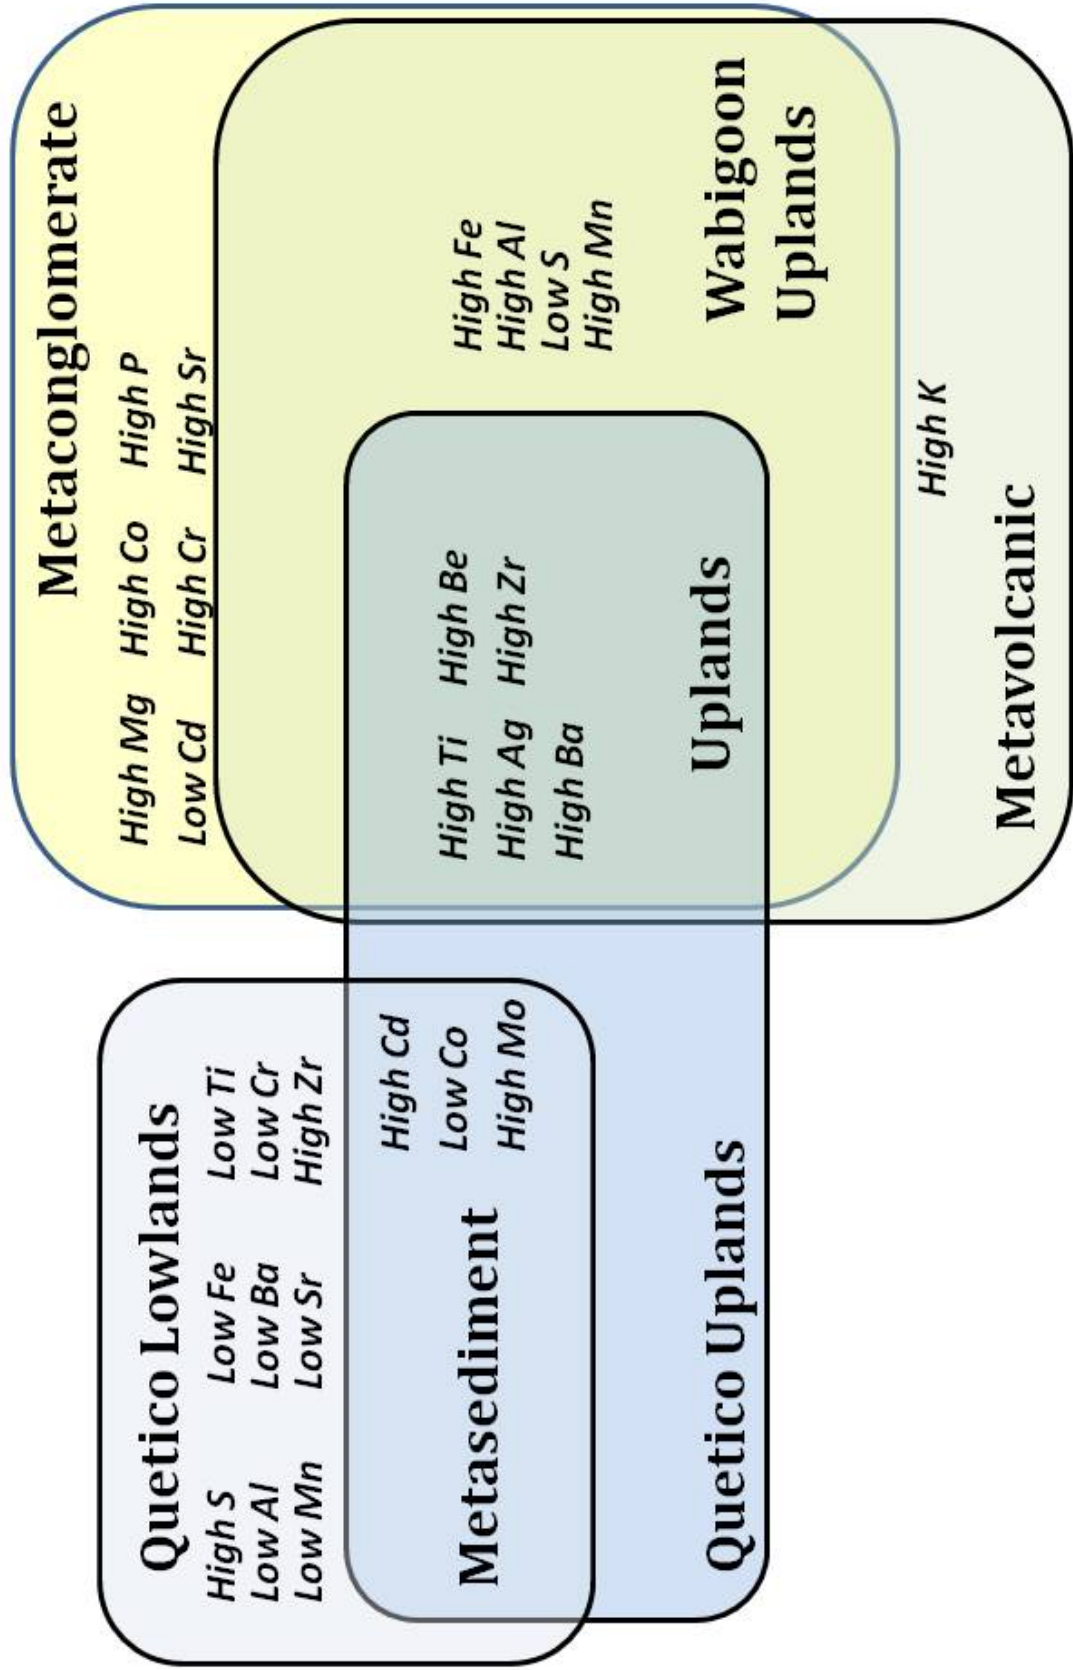 Quetico Lowlands
High S Low Fe Low Ti
Low Al Low Ba Low Cr
Low Mn Low Sr High Zr
High Cd
Low Co
High Mo
Metasediment
Quetico Uplands
Metaconglomerate
High Mg High Co High P
Low Cd High Cr High Sr
High Ti High Be
High Ag High Zr
High Ba
Uplands
High Fe
High Al
Low S
High Mn
Wabigoon
Uplands
High K
Metavolcanic